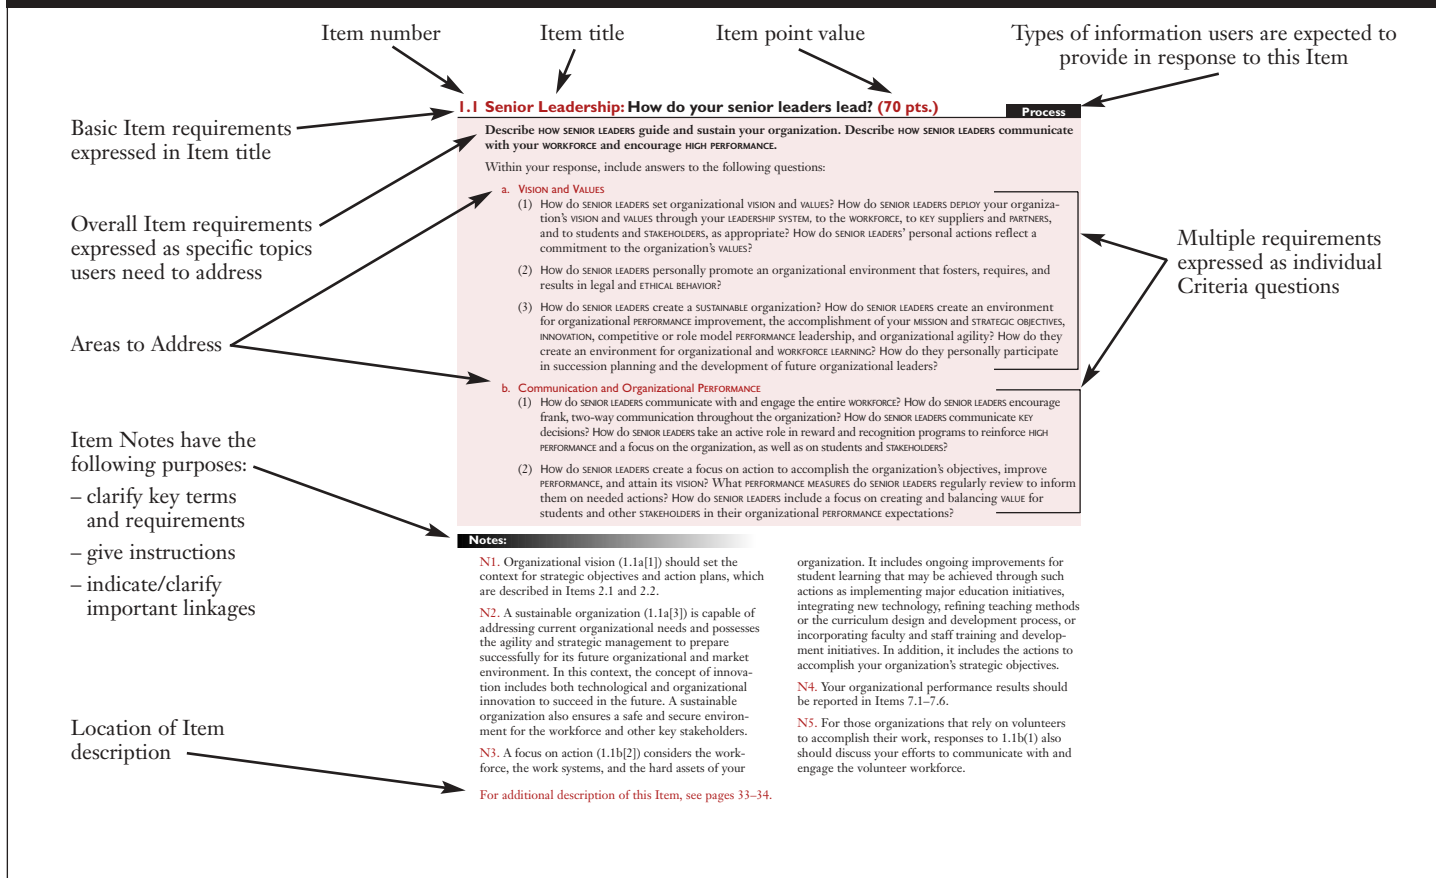 Item number
Item title
Item point value
Types of information users are expected to
provide in response to this Item
Basic Item requirements
expressed in Item title
Overall Item requirements
expressed as specific topics
users need to address
Areas to Address
Item Notes have the
following purposes:
– clarify key terms
and requirements
– give instructions
– indicate/clarify
important linkages
Location of Item
description
1.1 Senior Leadership: How do your senior leaders lead? (70 pts.)
Process
Describe HOW SENIOR LEADERS guide and sustain your organization. Describe HOW SENIOR LEADERS communicate
with your WORKFORCE and encourage HIGH PERFORMANCE.
Within your response, include answers to the following questions:
a. VISION and VALUES
(1) HOW do SENIOR LEADERS set organizational VISION and VALUES? HOW do SENIOR LEADERS DEPLOY your organiza-
tion's VISION and VALUES through your LEADERSHIP SYSTEM, to the WORKFORCE, to KEY suppliers and PARTNERS,
and to students and STAKEHOLDERS, as appropriate? HOW do SENIOR LEADERS' personal actions reflect a
commitment to the organization's VALUES?
(2) HOW do SENIOR LEADERS personally promote an organizational environment that fosters, requires, and
results in legal and ETHICAL BEHAVIOR?
(3) HOW do SENIOR LEADERS create a SUSTAINABLE organization? HOW do SENIOR LEADERS create an environment
for organizational PERFORMANCE improvement, the accomplishment of your MISSION and STRATEGIC OBJECTIVES,
INNOVATION, competitive or role model PERFORMANCE leadership, and organizational agility? HOW do they
create an environment for organizational and WORKFORCE LEARNING? HOW do they personally participate
in succession planning and the development of future organizational leaders?
b. Communication and Organizational PERFORMANCE
(1) HOW do SENIOR LEADERS communicate with and engage the entire WORKFORCE? HOW do SENIOR LEADERS encourage
frank, two-way communication throughout the organization? HOW do SENIOR LEADERS communicate KEY
decisions? HOW do SENIOR LEADERS take an active role in reward and recognition programs to reinforce HIGH
PERFORMANCE and a focus on the organization, as well as on students and STAKEHOLDERS?
(2) HOW do SENIOR LEADERS create a focus on action to accomplish the organization's objectives, improve
PERFORMANCE, and attain its VISION? What PERFORMANCE MEASURES do SENIOR LEADERS regularly review to inform
them on needed actions? HOW do SENIOR LEADERS include a focus on creating and balancing VALUE for
students and other STAKEHOLDERS in their organizational PERFORMANCE expectations?
Multiple requirements
expressed as individual
Criteria questions
Notes:
N1. Organizational vision (1.1a[1]) should set the
context for strategic objectives and action plans, which
are described in Items 2.1 and 2.2.
N2. A sustainable organization (1.1a[3]) is capable of
addressing current organizational needs and possesses
the agility and strategic management to prepare
successfully for its future organizational and market
environment. In this context, the concept of innova-
tion includes both technological and organizational
innovation to succeed in the future. A sustainable
organization also ensures a safe and secure environ-
ment for the workforce and other key stakeholders.
N3. A focus on action (1.1b[2]) considers the work-
force, the work systems, and the hard assets of your
organization. It includes ongoing improvements for
student learning that may be achieved through such
actions as implementing major education initiatives,
integrating new technology, refining teaching methods
or the curriculum design and development process, or
incorporating faculty and staff training and develop-
ment initiatives. In addition, it includes the actions to
accomplish your organization's strategic objectives.
N4. Your organizational performance results should
be reported in Items 7.1–7.6.
N5. For those organizations that rely on volunteers
to accomplish their work, responses to 1.1b(1) also
should discuss your efforts to communicate with and
engage the volunteer workforce.
For additional description of this Item, see pages 33–34.